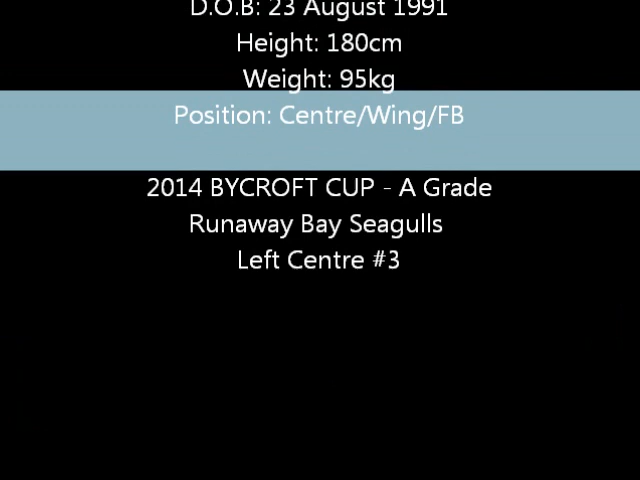 D.O.B: 23 August 1991
Height: 180cm
Weight: 95kg
Position: Centre/Wing/FB
2014 BYCROFT CUP - A Grade
Runaway Bay Seagulls
Left Centre #3